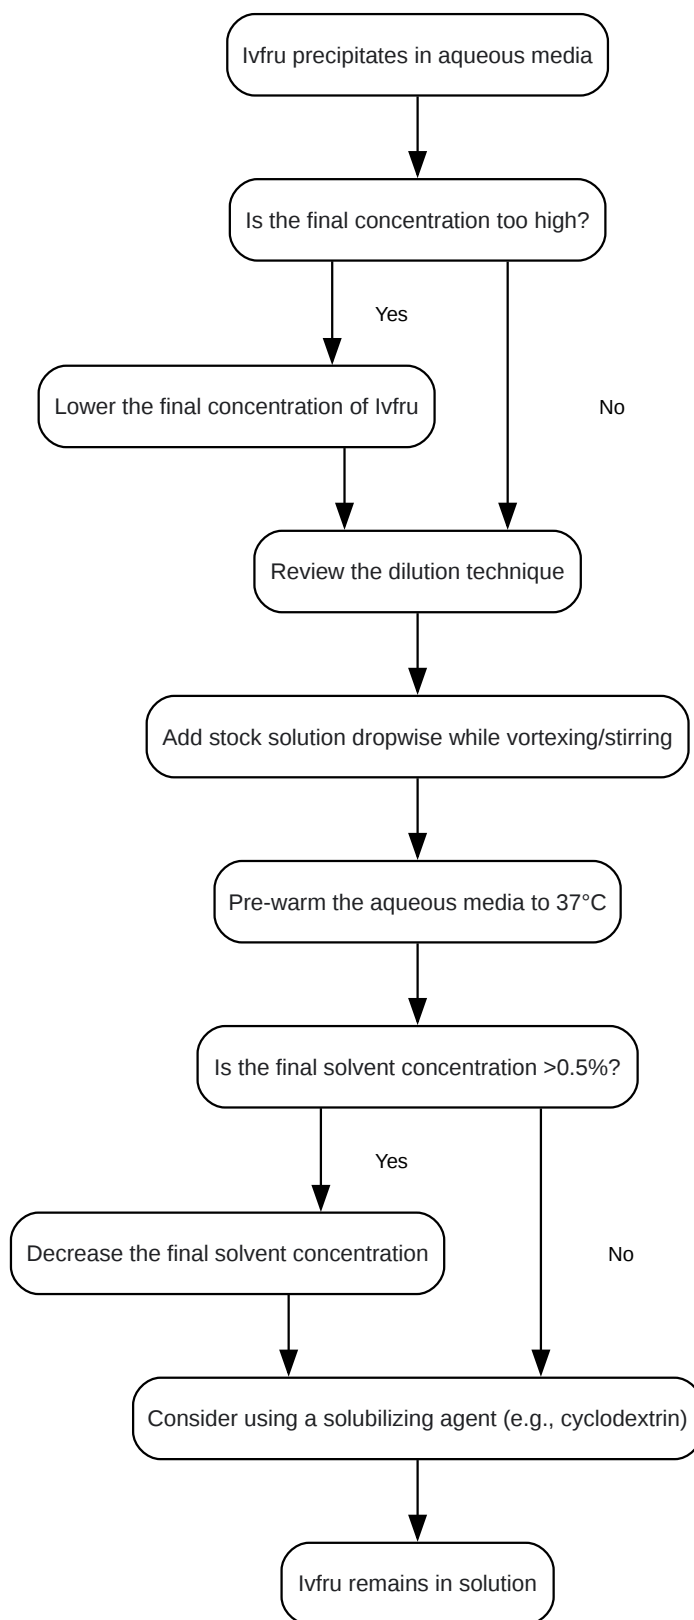 Ivfru precipitates in aqueous media
Is the final concentration too high?
Yes
Lower the final concentration of Ivfru
No
Review the dilution technique
Add stock solution dropwise while vortexing/stirring
Pre-warm the aqueous media to 37°C
Is the final solvent concentration >0.5%?
Yes
Decrease the final solvent concentration
No
Consider using a solubilizing agent (e.g., cyclodextrin)
Ivfru remains in solution